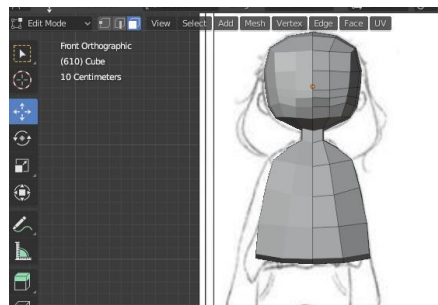 Edit Mode View Select Add Mesh Vertex Edge Face UV
Front Orthographic
(610) Cube
10 Centimeters